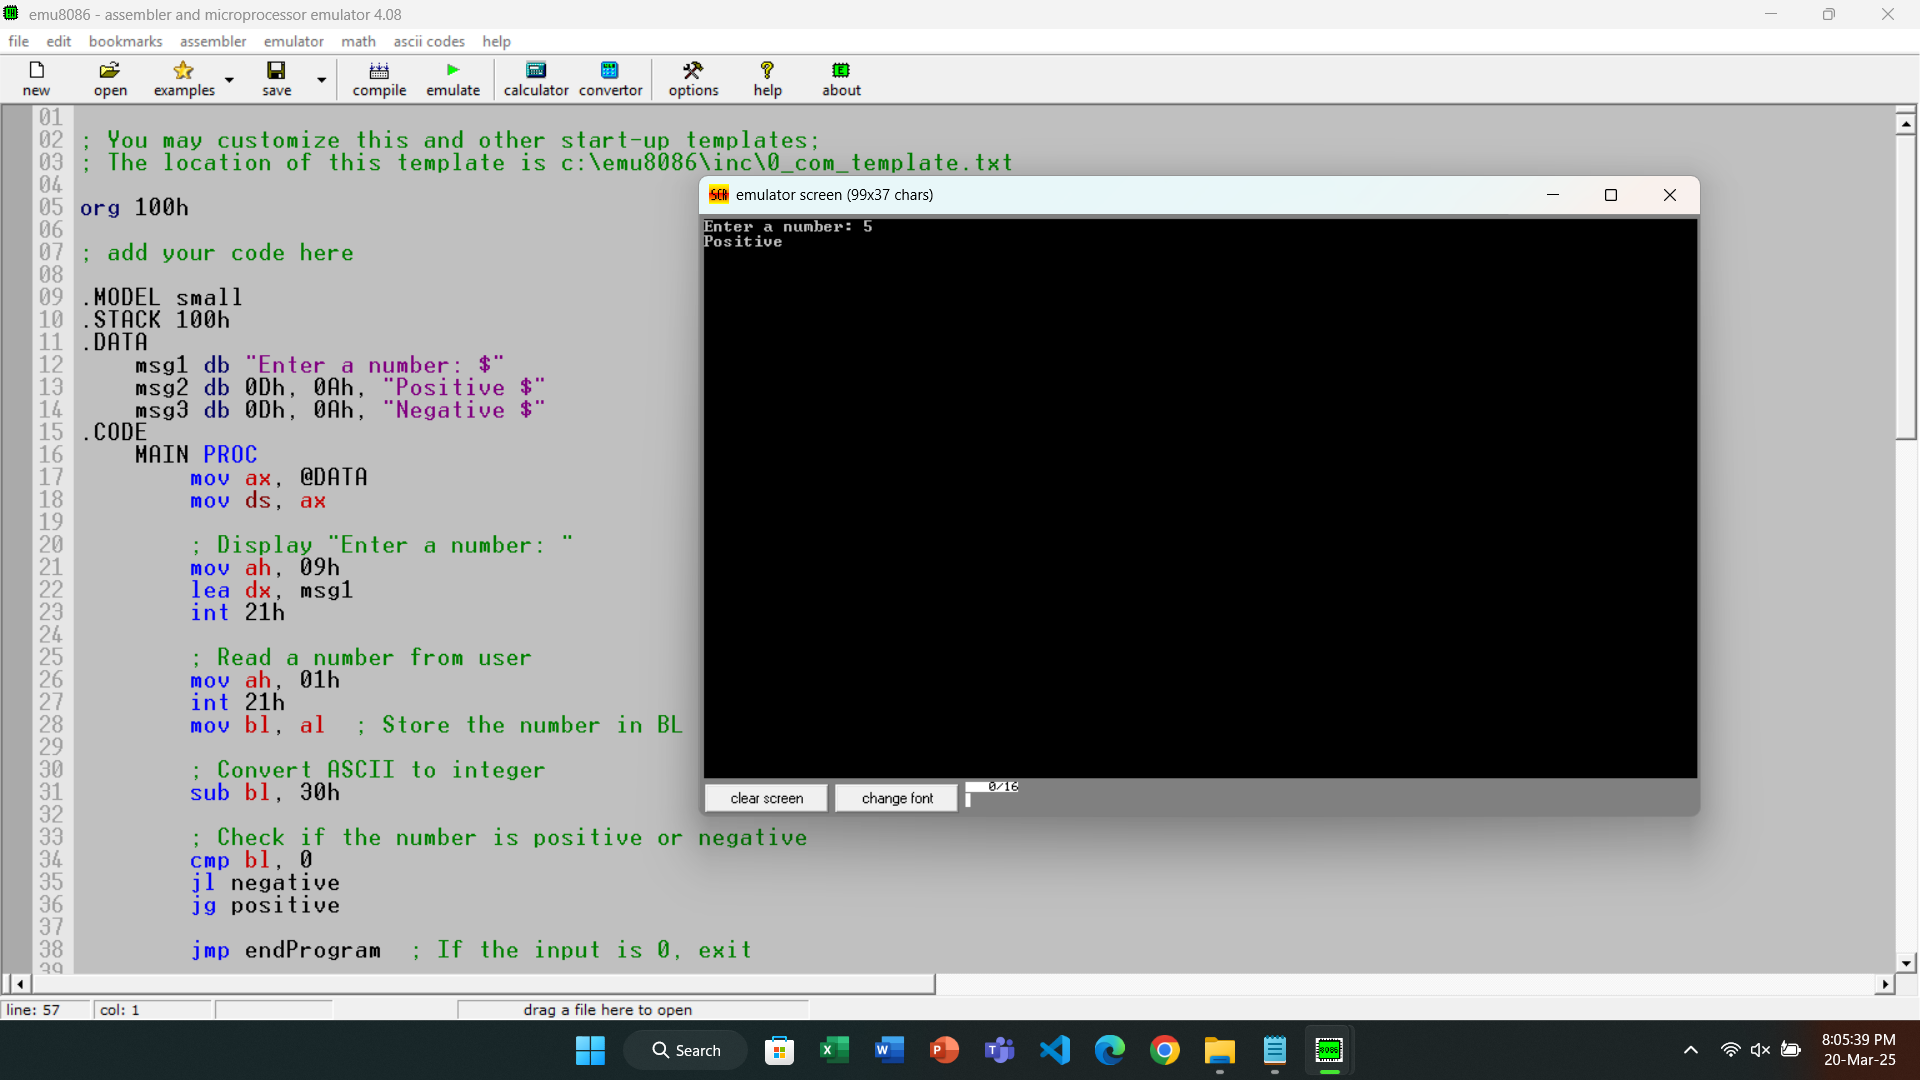 emu8086 - assembler and microprocessor emulator 4.08
file edit bookmarks assembler emulator math ascii codes help
new open examples save compile emulate calculator convertor options help about
01
02 ; You may customize this and other start-up templates;
03 ; The location of this template is c:\emu8086\inc\0_com_template.txt
04
05 org 100h
06
07 ; add your code here
08
09 .MODEL small
10 .STACK 100h
11 .DATA
12 msg1 db "Enter a number: $"
13 msg2 db 0Dh, 0Ah, "Positive $"
14 msg3 db 0Dh, 0Ah, "Negative $"
15 .CODE
16 MAIN PROC
17 mov ax, @DATA
18 mov ds, ax
19
20 ; Display "Enter a number: "
21 mov ah, 09h
22 lea dx, msg1
23 int 21h
24
25 ; Read a number from user
26 mov ah, 01h
27 int 21h
28 mov bl, al ; Store the number in BL
29
30 ; Convert ASCII to integer
31 sub bl, 30h
32
33 ; Check if the number is positive or negative
34 cmp bl, 0
35 jl negative
36 jg positive
37
38 jmp endProgram ; If the input is 0, exit
39
SCR emulator screen (99x37 chars)
Enter a number: 5
Positive
clear screen change font 0/16
line: 57 col: 1 drag a file here to open
Search
8:05:39 PM
20-Mar-25